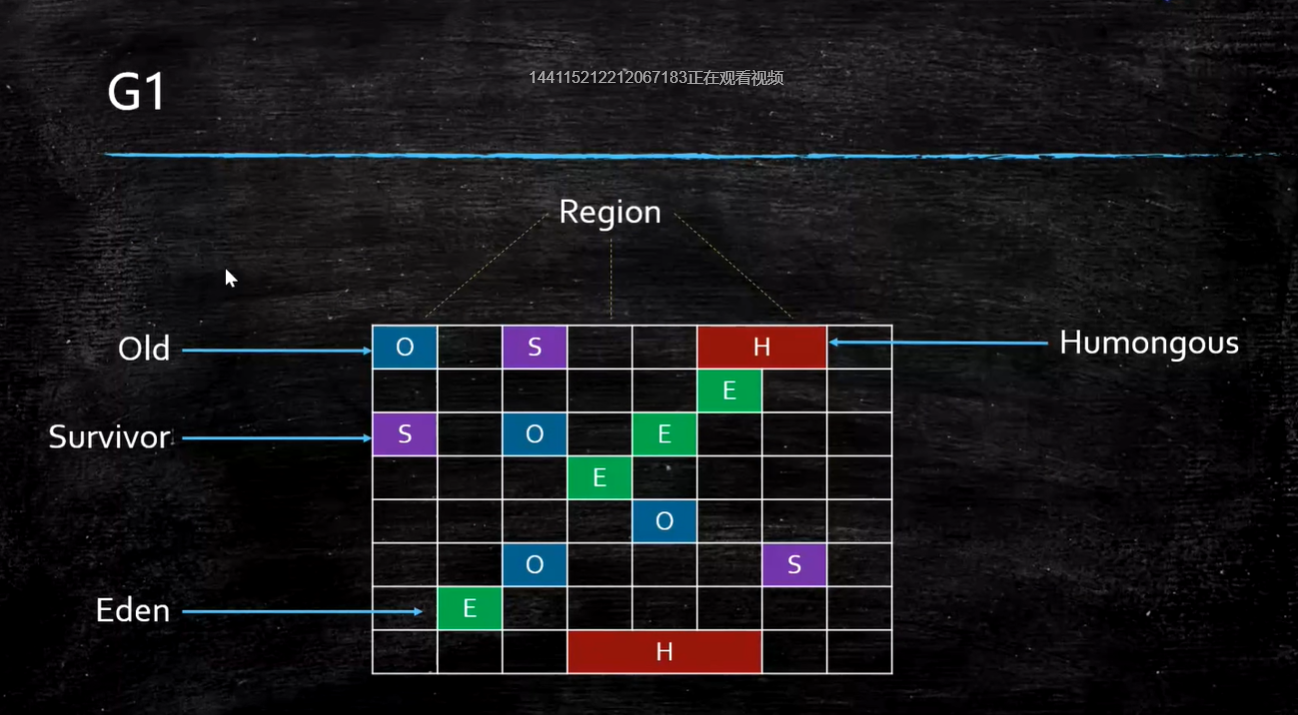 G1
144115212212067183正在观看视频
Region
Old
O
S
H
Humongous
E
Survivor
S
O
E
E
O
O
S
Eden
E
H